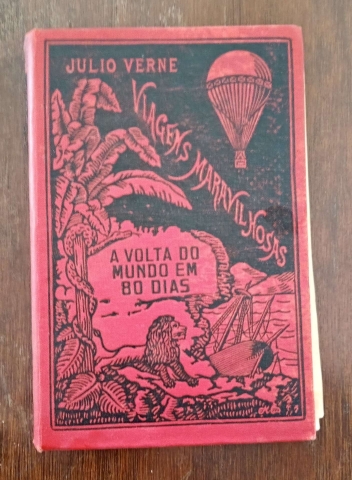 JULIO VERNE
VIAGENS MARAVILHOSAS
A VOLTA DO
MUNDO EM
80 DIAS